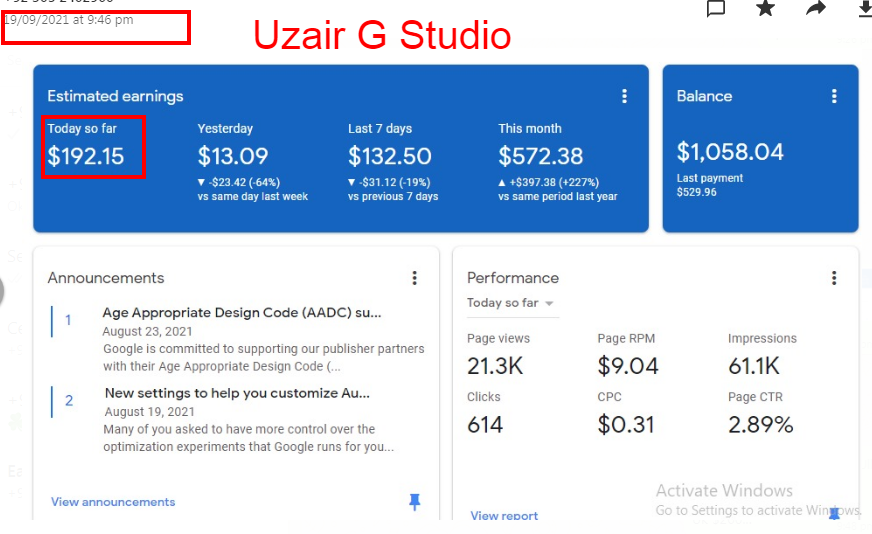 19/09/2021 at 9:46 pm
Uzair G Studio
Estimated earnings
Today so far
$192.15
Yesterday
$13.09
▼ -$23.42 (-64%)
vs same day last week
Last 7 days
$132.50
▼ -$31.12 (-19%)
vs previous 7 days
This month
$572.38
▲ +$397.38 (+227%)
vs same period last year
Balance
$1,058.04
Last payment
$529.96
Announcements
1
Age Appropriate Design Code (AADC) su...
August 23, 2021
Google is committed to supporting our publisher partners
with their Age Appropriate Design Code (...
2
New settings to help you customize Au...
August 19, 2021
Many of you asked to have more control over the
optimization experiments that Google runs for you...
View announcements
Performance
Today so far
Page views
21.3K
Page RPM
$9.04
Impressions
61.1K
Clicks
614
CPC
$0.31
Page CTR
2.89%
View report
Activate Windows
Go to Settings to activate Windows.